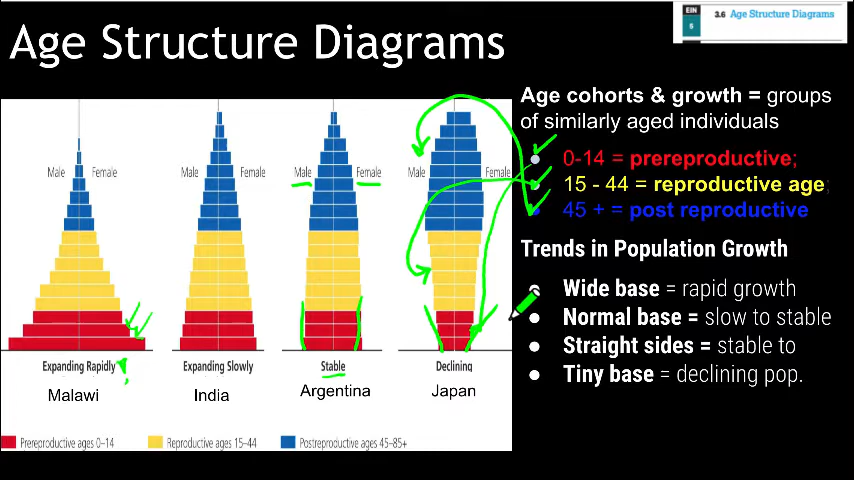 Age Structure Diagrams
EIN
5
3.6 Age Structure Diagrams
Male
Female
Male
Female
Male
Female
Male
Female
Expanding Rapidly
Expanding Slowly
Stable
Declining
Malawi
India
Argentina
Japan
Prereproductive ages 0–14
Reproductive ages 15–44
Postreproductive ages 45–85+
Age cohorts & growth = groups
of similarly aged individuals
● 0-14 = prereproductive;
● 15 - 44 = reproductive age;
● 45 + = post reproductive
Trends in Population Growth
● Wide base = rapid growth
● Normal base = slow to stable
● Straight sides = stable to
● Tiny base = declining pop.